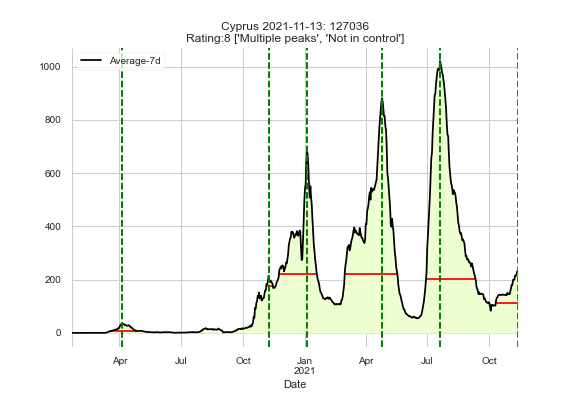 Cyprus 2021-11-13: 127036
Rating:8 ['Multiple peaks', 'Not in control']
Average-7d
1000
800
600
400
200
0
Apr Jul Oct Jan Apr Jul Oct
2021
Date